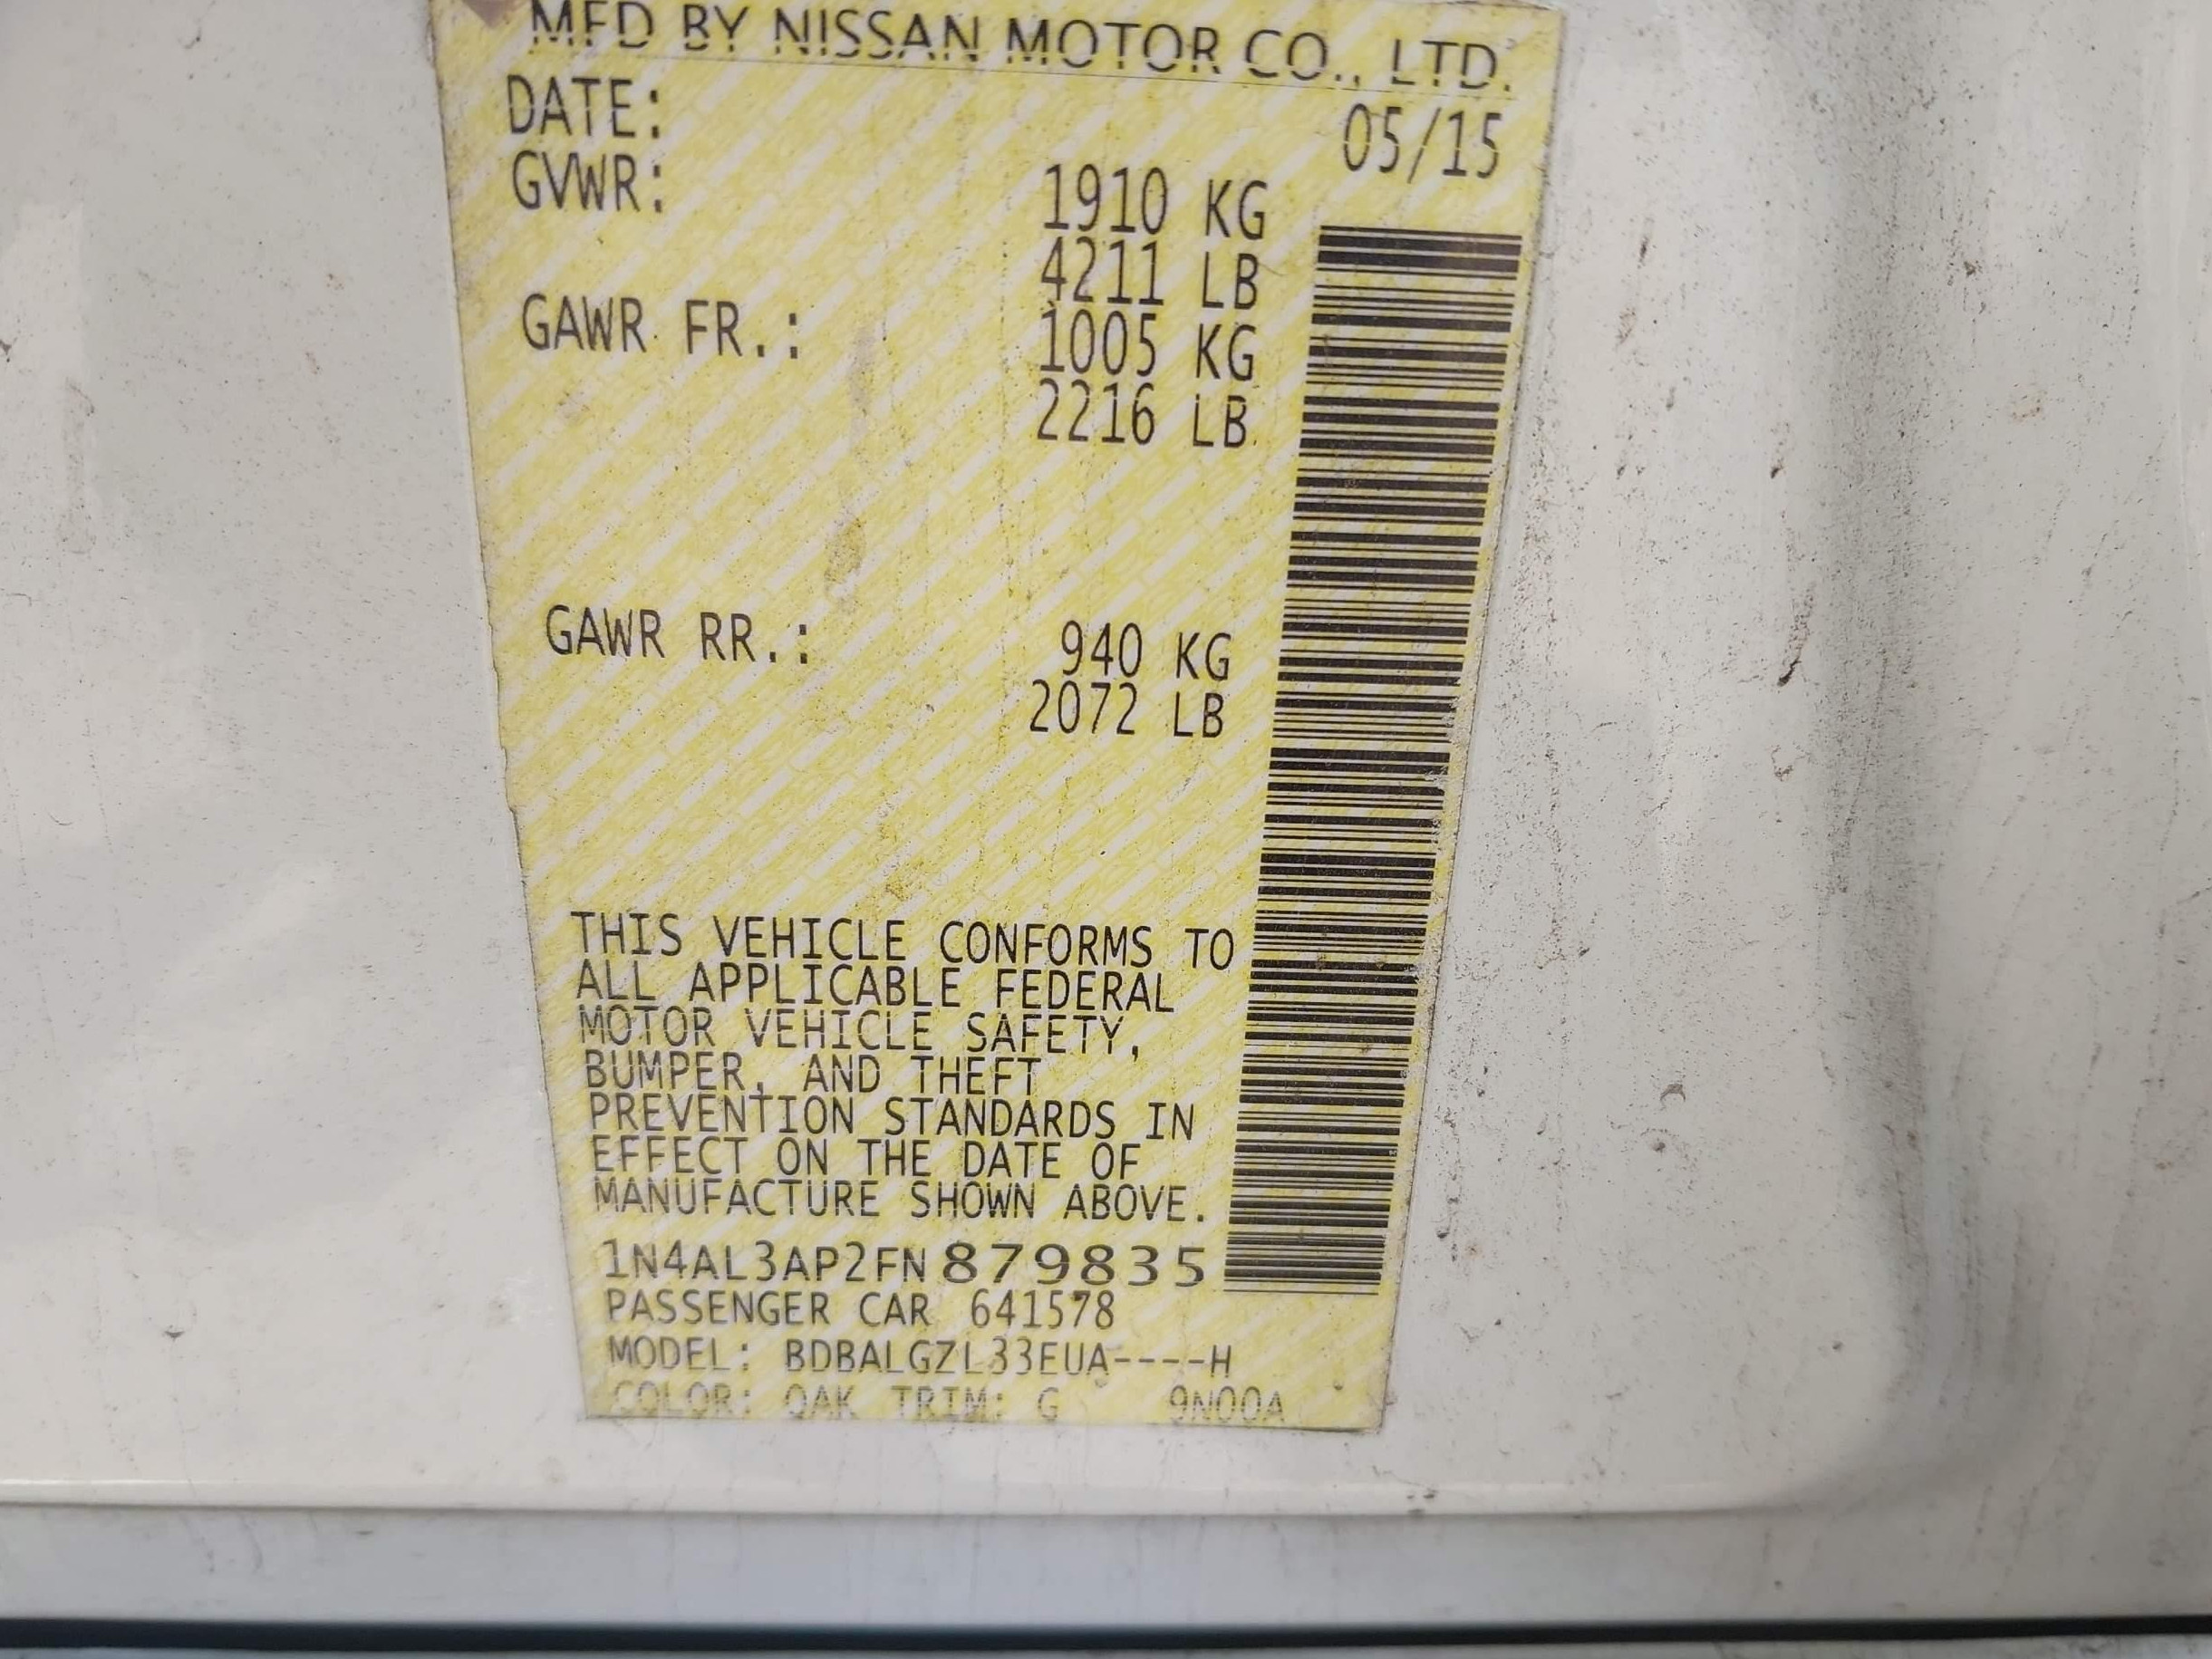 MFD BY NISSAN MOTOR CO., LTD.
DATE: 05/15
GVWR: 1910 KG
4211 LB
GAWR FR.: 1005 KG
2216 LB
GAWR RR.: 940 KG
2072 LB
THIS VEHICLE CONFORMS TO
ALL APPLICABLE FEDERAL
MOTOR VEHICLE SAFETY,
BUMPER, AND THEFT
PREVENTION STANDARDS IN
EFFECT ON THE DATE OF
MANUFACTURE SHOWN ABOVE.
1N4AL3AP2FN879835
PASSENGER CAR 641578
MODEL: BDBALGZL33EUA----H
COLOR: QAK TRIM: G 9N00A